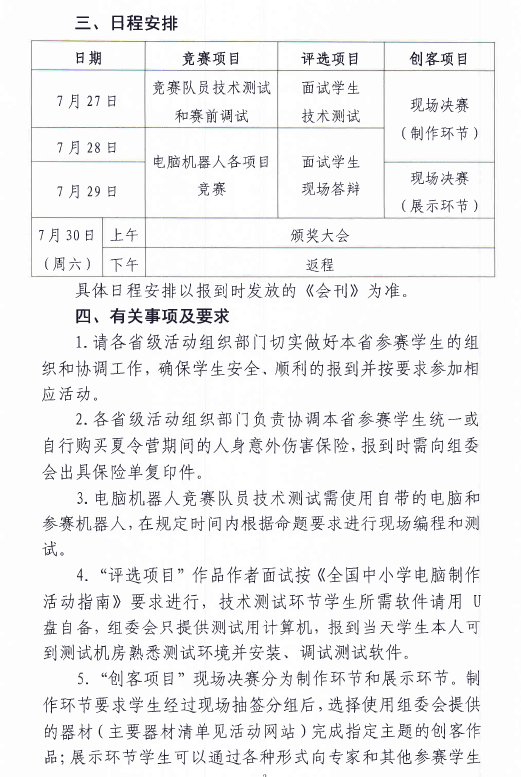 三、日程安排
日期 竞赛项目 评选项目 创客项目
7月27日 竞赛队员技术测试和赛前调试 面试学生技术测试 现场决赛（制作环节）
7月28日 电脑机器人各项目竞赛 面试学生现场答辩
7月29日 现场决赛（展示环节）
7月30日（周六） 上午 颁奖大会
下午 返程
具体日程安排以报到时发放的《会刊》为准。
四、有关事项及要求
1.请各省级活动组织部门切实做好本省参赛学生的组
织和协调工作，确保学生安全、顺利的报到并按要求参加相
应活动。
2.各省级活动组织部门负责协调本省参赛学生统一或
自行购买夏令营期间的人身意外伤害保险，报到时需向组委
会出具保险单复印件。
3.电脑机器人竞赛队员技术测试需使用自带的电脑和
参赛机器人，在规定时间内根据命题要求进行现场编程和测
试。
4.“评选项目”作品作者面试按《全国中小学电脑制作
活动指南》要求进行，技术测试环节学生所需软件请用 U
盘自备，组委会只提供测试用计算机，报到当天学生本人可
到测试机房熟悉测试环境并安装、调试测试软件。
5.“创客项目”现场决赛分为制作环节和展示环节。制
作环节要求学生经过现场抽签分组后，选择使用组委会提供
的器材（主要器材清单见活动网站）完成指定主题的创客作
品；展示环节学生可以通过各种形式向专家和其他参赛学生